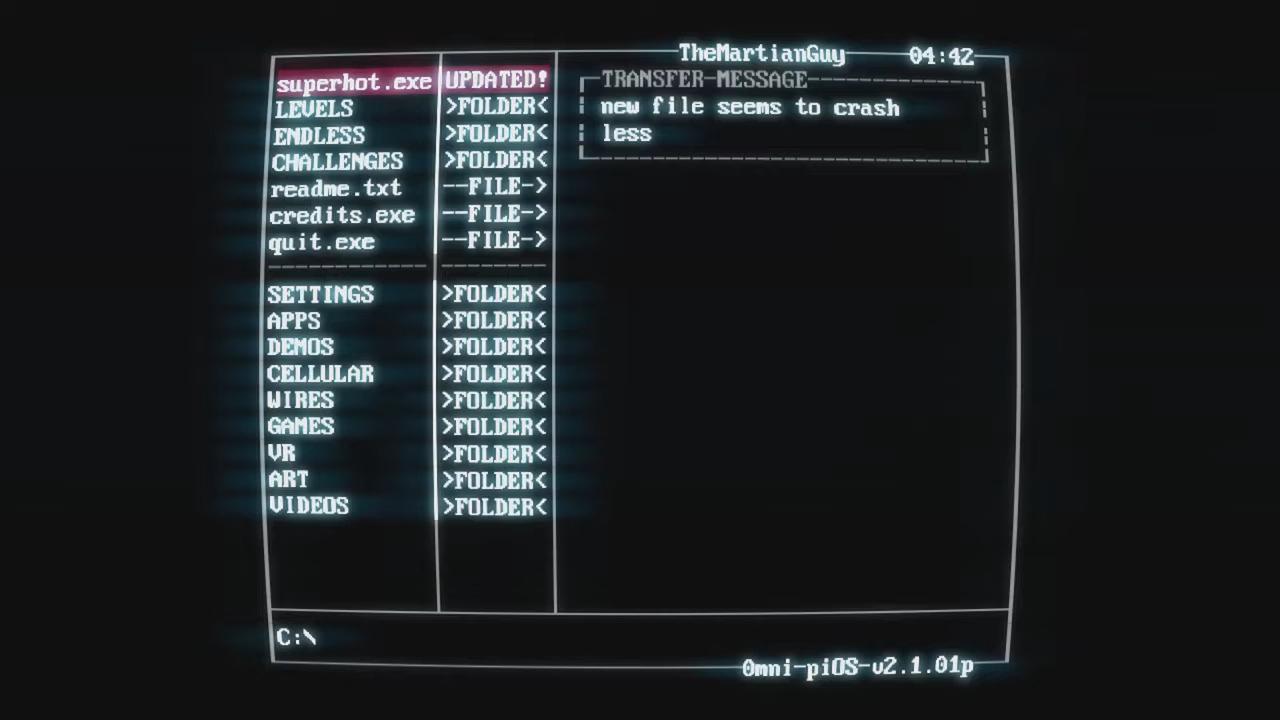 TheMartianGuy 04:42
superhot.exe UPDATED!
LEVELS >FOLDER<
ENDLESS >FOLDER<
CHALLENGES >FOLDER<
readme.txt --FILE->
credits.exe --FILE->
quit.exe --FILE->
SETTINGS >FOLDER<
APPS >FOLDER<
DEMOS >FOLDER<
CELLULAR >FOLDER<
WIRES >FOLDER<
GAMES >FOLDER<
VR >FOLDER<
ART >FOLDER<
VIDEOS >FOLDER<
TRANSFER-MESSAGE
new file seems to crash
less
C:\
0mni-piOS-v2.1.01p